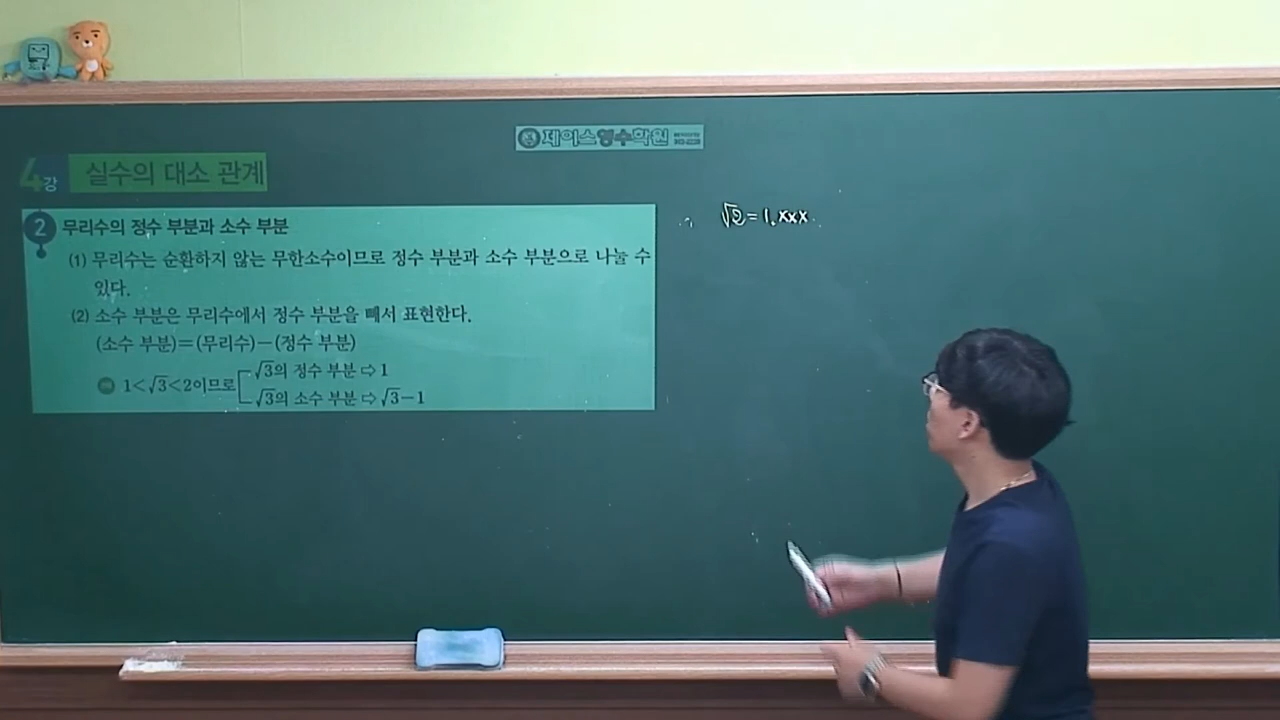 제이스영수학원
4강 실수의 대소 관계
2 무리수의 정수 부분과 소수 부분
(1) 무리수는 순환하지 않는 무한소수이므로 정수 부분과 소수 부분으로 나눌 수
있다.
(2) 소수 부분은 무리수에서 정수 부분을 빼서 표현한다.
(소수 부분)=(무리수)−(정수 부분)
예 1<√3<2이므로
√3의 정수 부분 ⇨ 1
√3의 소수 부분 ⇨ √3−1
√2=1.xxx